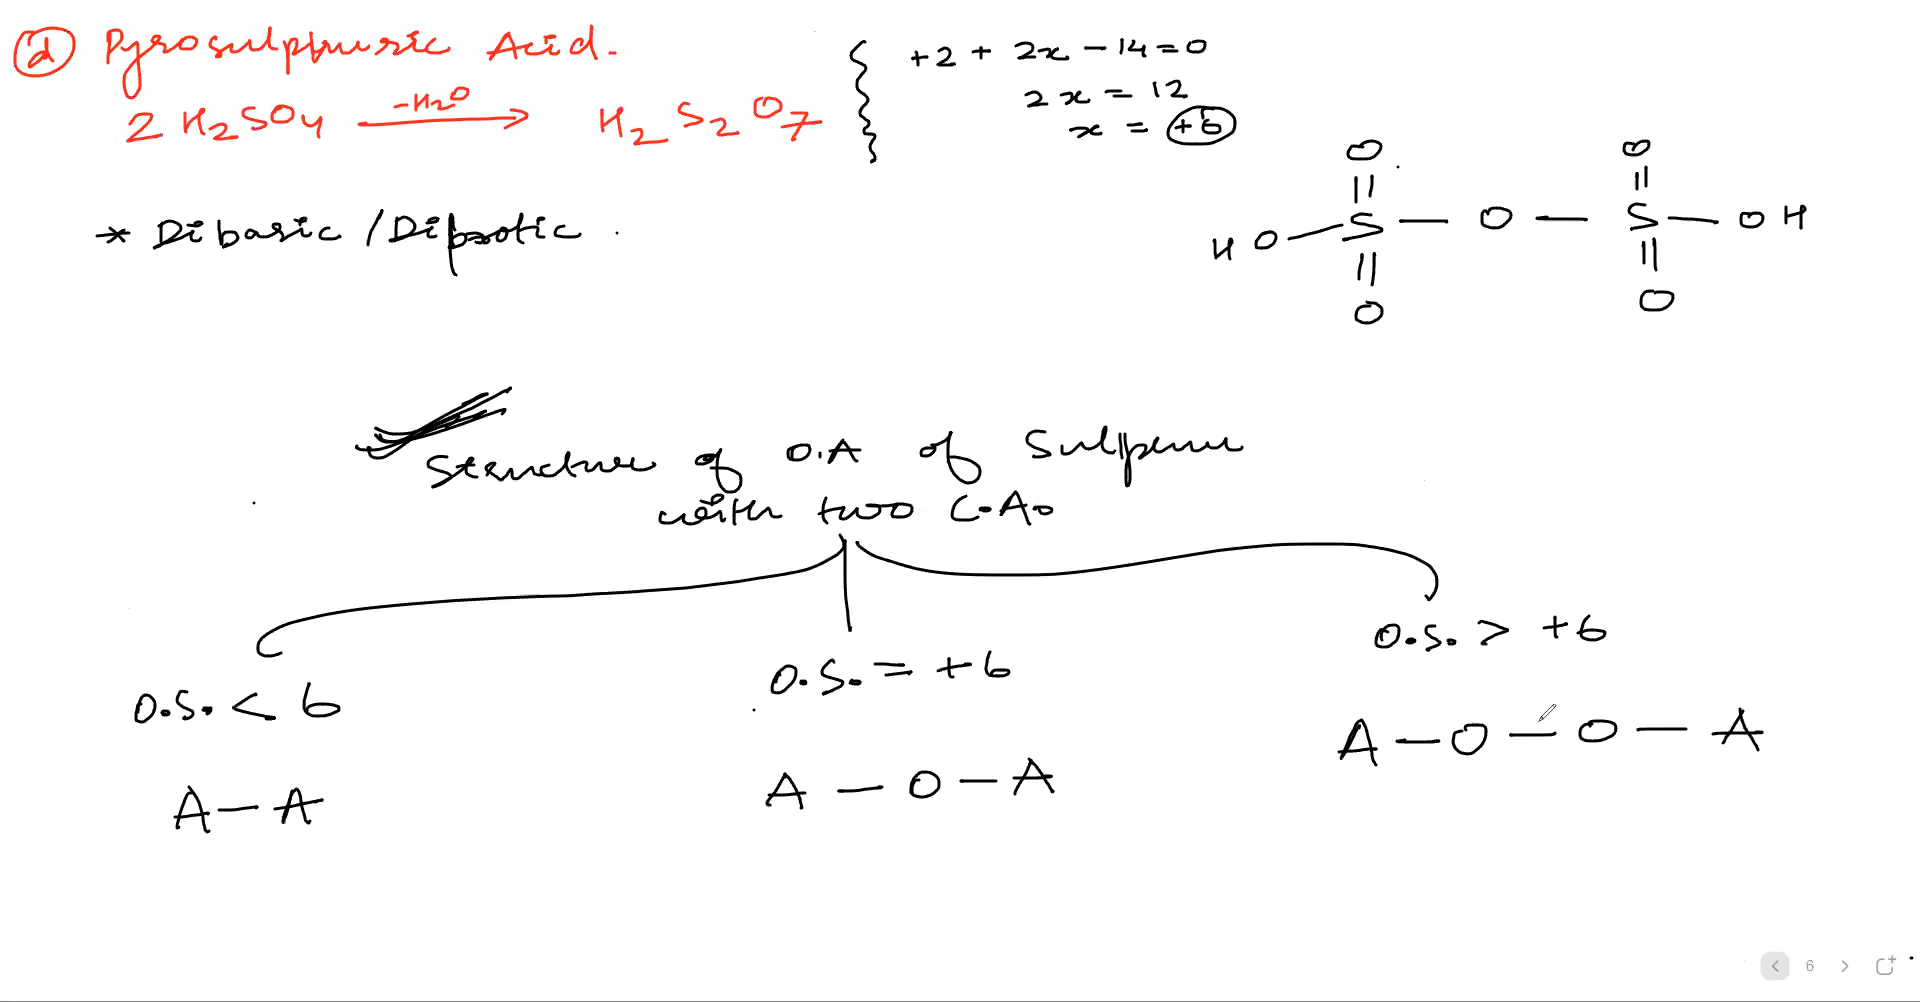 (d) Pyrosulphuric Acid.
2 H2SO4 -H2O → H2S2O7
+2 + 2x - 14 = 0
2x = 12
x = +6
* Dibasic / Diprotic .
O O
|| ||
HO - S - O - S - OH
|| ||
O O
Structure of O.A of Sulphur
with two C.A.
O.S. < 6
O.S. = +6
O.S. > +6
A - A
A - O - A
A - O - O - A
6